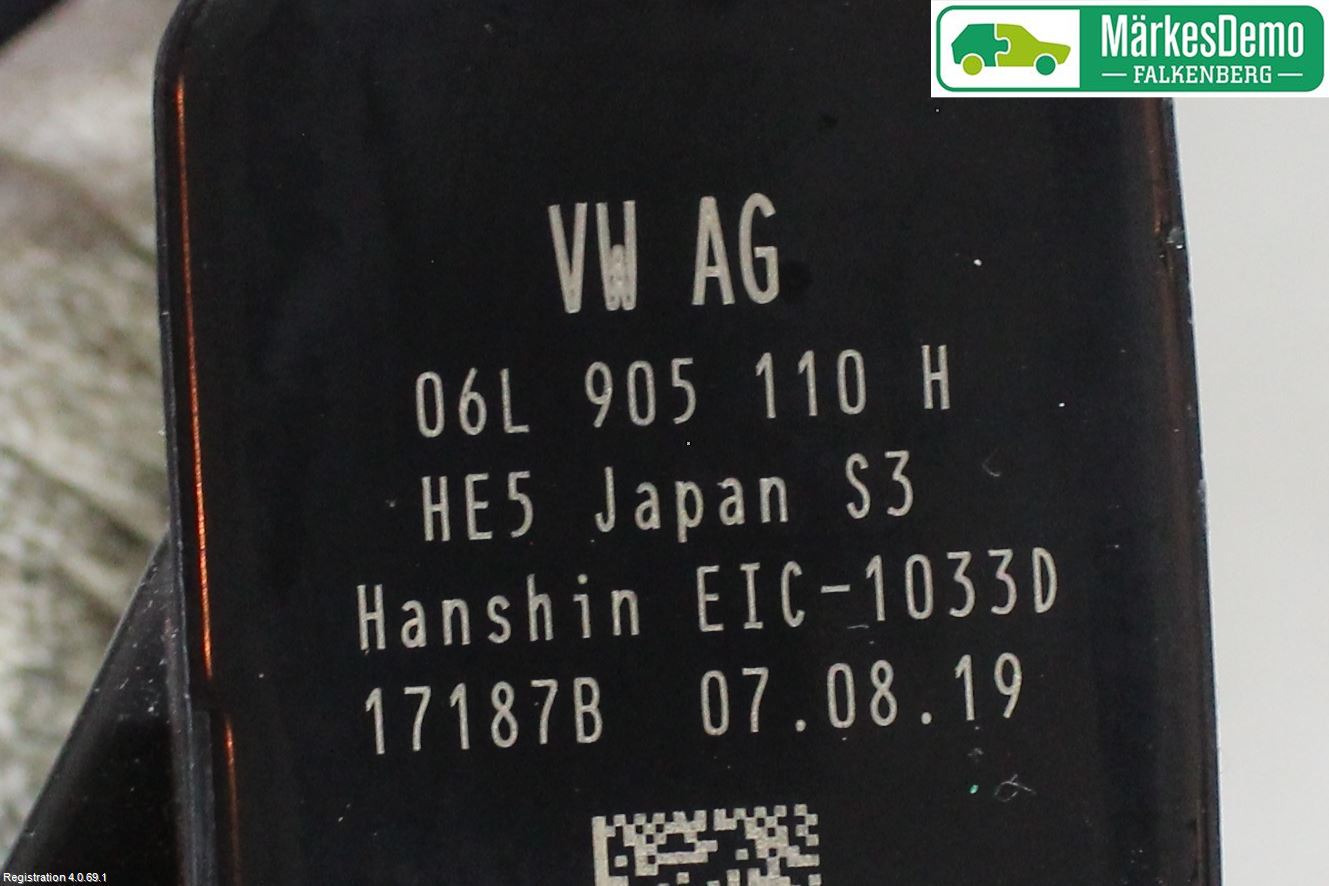 MärkesDemo
FALKENBERG
VW AG
06L 905 110 H
HE5 Japan S3
Hanshin EIC-1033D
17187B 07.08.19
Registration 4.0.69.1